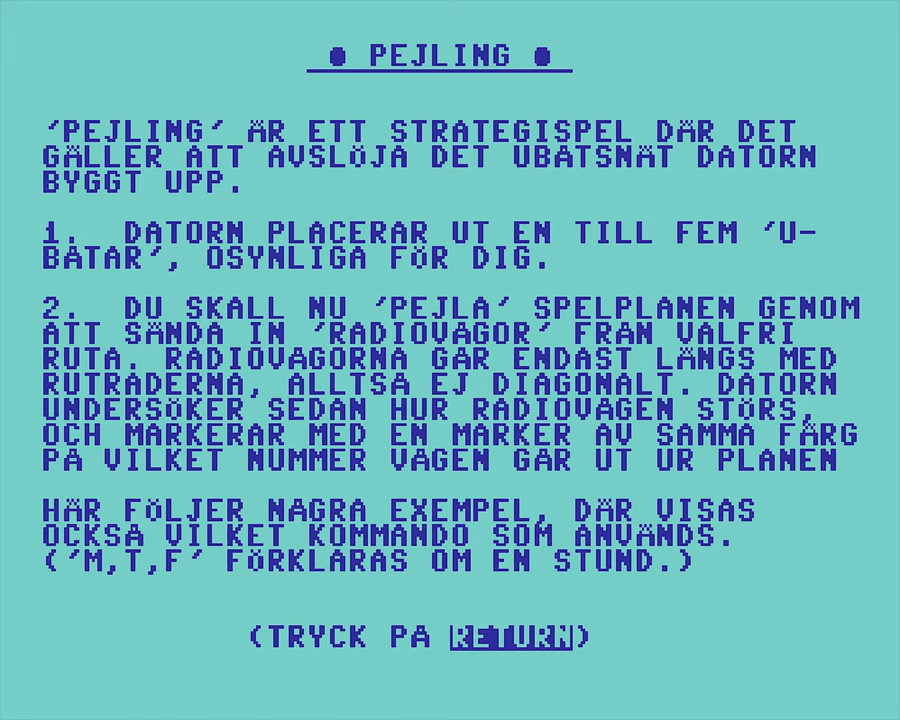 ● PEJLING ●
'PEJLING' ÄR ETT STRATEGISPEL DÄR DET
GÄLLER ATT AVSLÖJA DET UBÅTSNÄT DATORN
BYGGT UPP.
1.  DATORN PLACERAR UT EN TILL FEM 'U-
BÅTAR', OSYNLIGA FÖR DIG.
2.  DU SKALL NU 'PEJLA' SPELPLANEN GENOM
ATT SÄNDA IN 'RADIOVÅGOR' FRÅN VALFRI
RUTA. RADIOVÅGORNA GÅR ENDAST LÄNGS MED
RUTRADERNA, ALLTSÅ EJ DIAGONALT. DATORN
UNDERSÖKER SEDAN HUR RADIOVÅGEN STÖRS,
OCH MARKERAR MED EN MARKER AV SAMMA FÄRG
PÅ VILKET NUMMER VÅGEN GÅR UT UR PLANEN
HÄR FÖLJER NÅGRA EXEMPEL, DÄR VISAS
OCKSÅ VILKET KOMMANDO SOM ANVÄNDS.
('M,T,F' FÖRKLARAS OM EN STUND.)
(TRYCK PÅ RETURN)